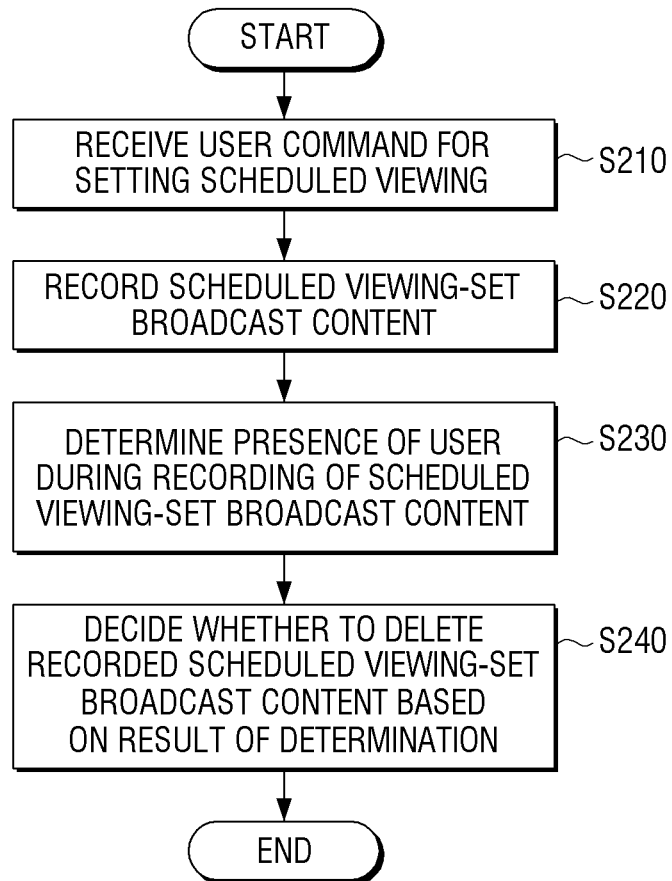 START
RECEIVE USER COMMAND FOR
SETTING SCHEDULED VIEWING
S210
RECORD SCHEDULED VIEWING-SET
BROADCAST CONTENT
S220
DETERMINE PRESENCE OF USER
DURING RECORDING OF SCHEDULED
VIEWING-SET BROADCAST CONTENT
S230
DECIDE WHETHER TO DELETE
RECORDED SCHEDULED VIEWING-SET
BROADCAST CONTENT BASED
ON RESULT OF DETERMINATION
S240
END